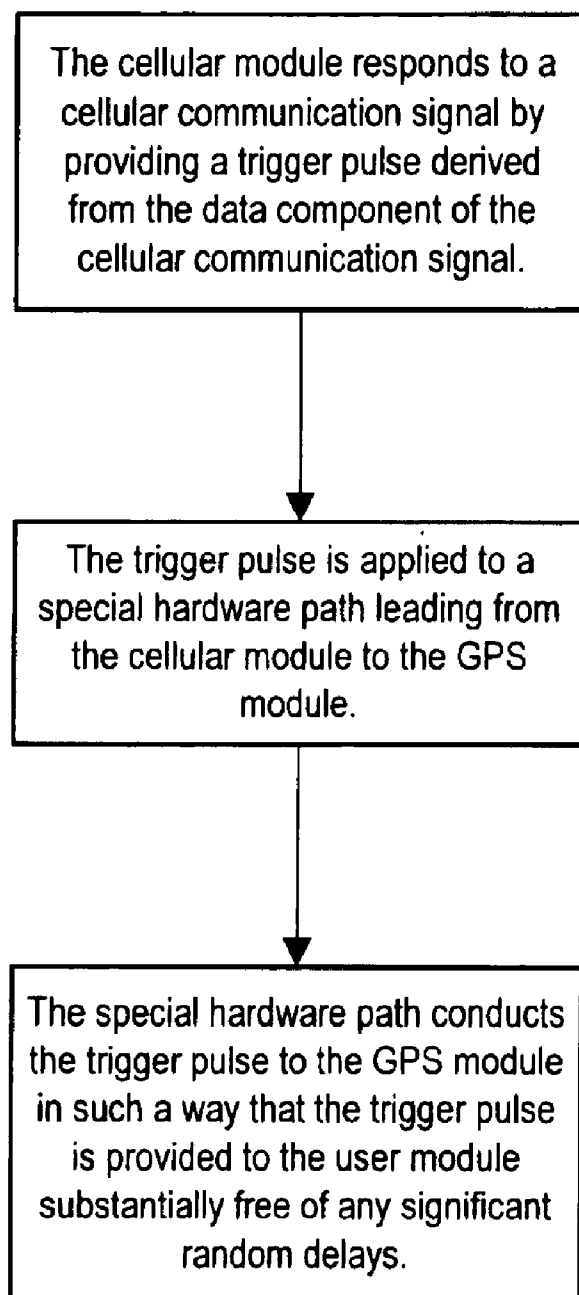 The cellular module responds to a
cellular communication signal by
providing a trigger pulse derived
from the data component of the
cellular communication signal.
The trigger pulse is applied to a
special hardware path leading from
the cellular module to the GPS
module.
The special hardware path conducts
the trigger pulse to the GPS module
in such a way that the trigger pulse
is provided to the user module
substantially free of any significant
random delays.